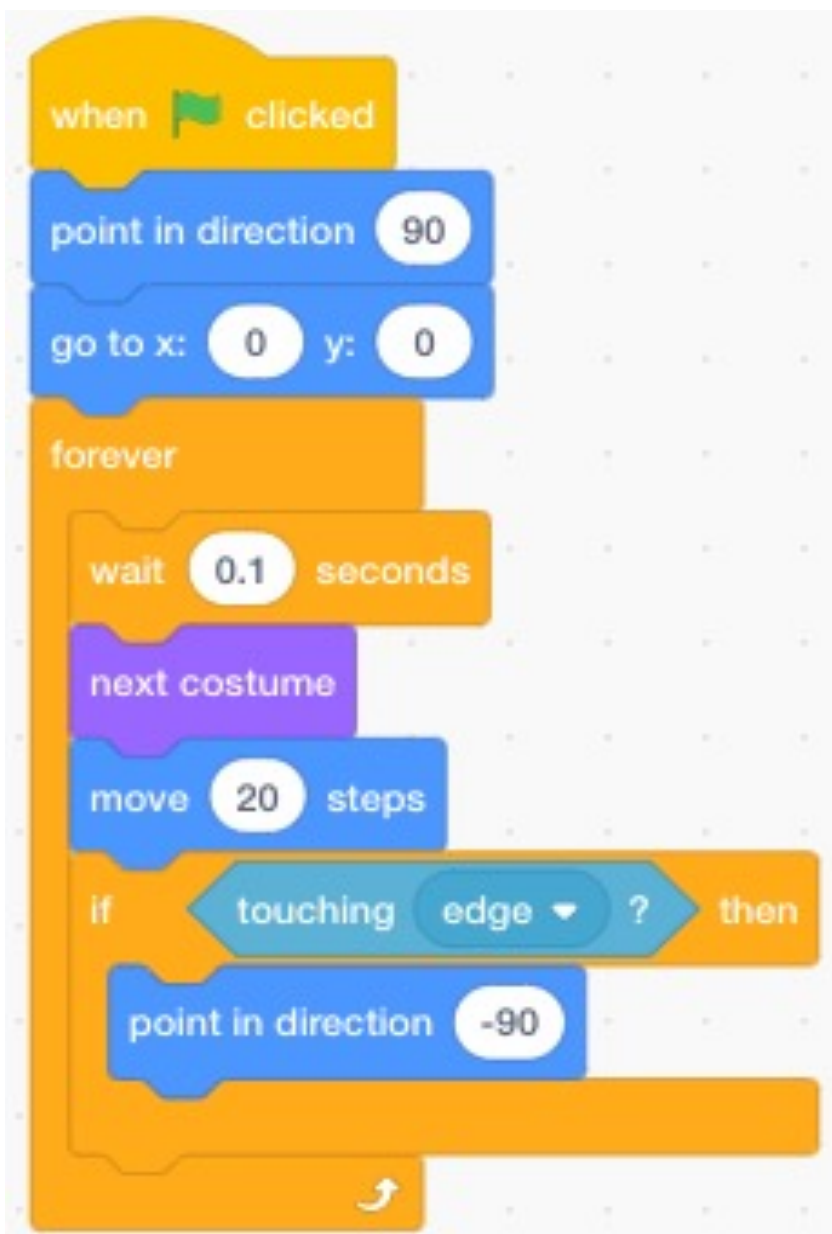 when clicked
point in direction 90
go to x: 0 y: 0
forever
wait 0.1 seconds
next costume
move 20 steps
if touching edge ? then
point in direction -90